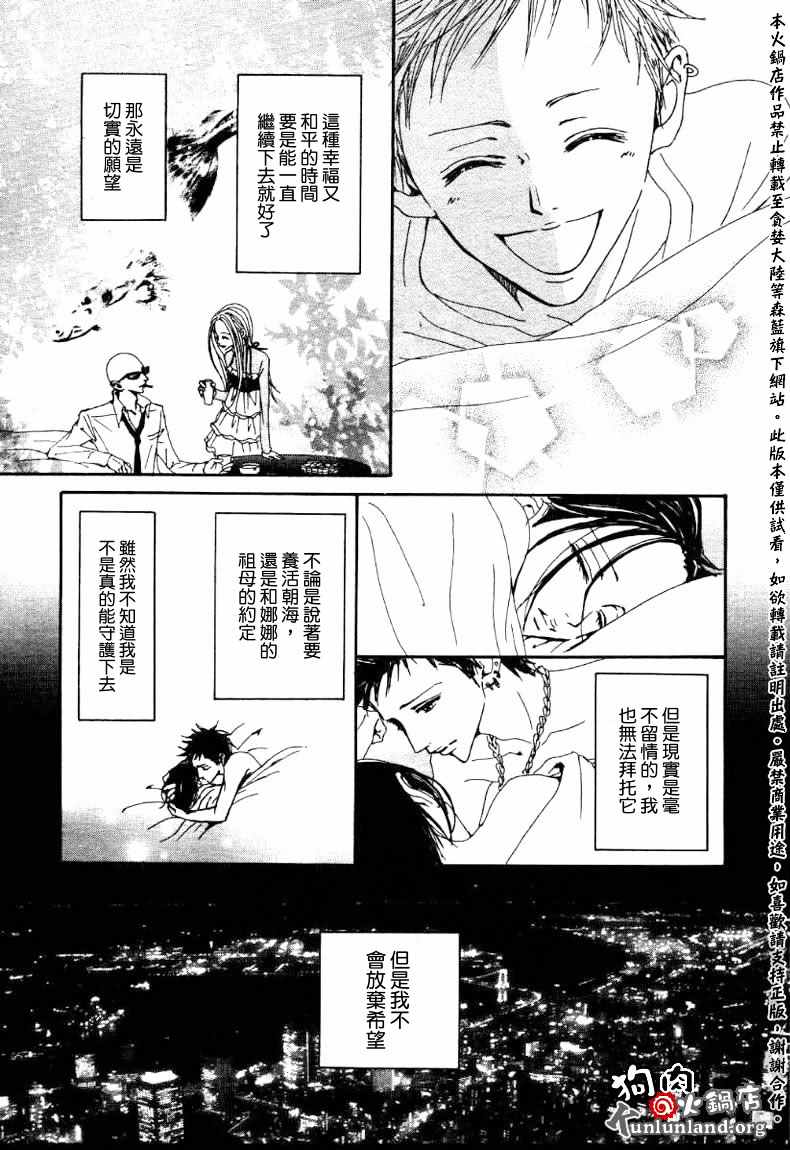 這種幸福又
和平的時間
要是能一直
繼續下去就好了
那永遠是
切實的願望
但是現實是毫
不留情的，我
也無法拜托它
不論是說著要
養活朝海，
還是和娜娜的
祖母的約定
雖然我不知道我是
不是真的能守護下去
但是我不
會放棄希望
本火鍋店作品禁止轉載至貪婪大陸等森藍旗下網站。此版本僅供試看，如欲轉載請註明出處。嚴禁商業用途，如喜歡請支持正版，謝謝合作。
狗肉
火鍋店
Kunlunland.org